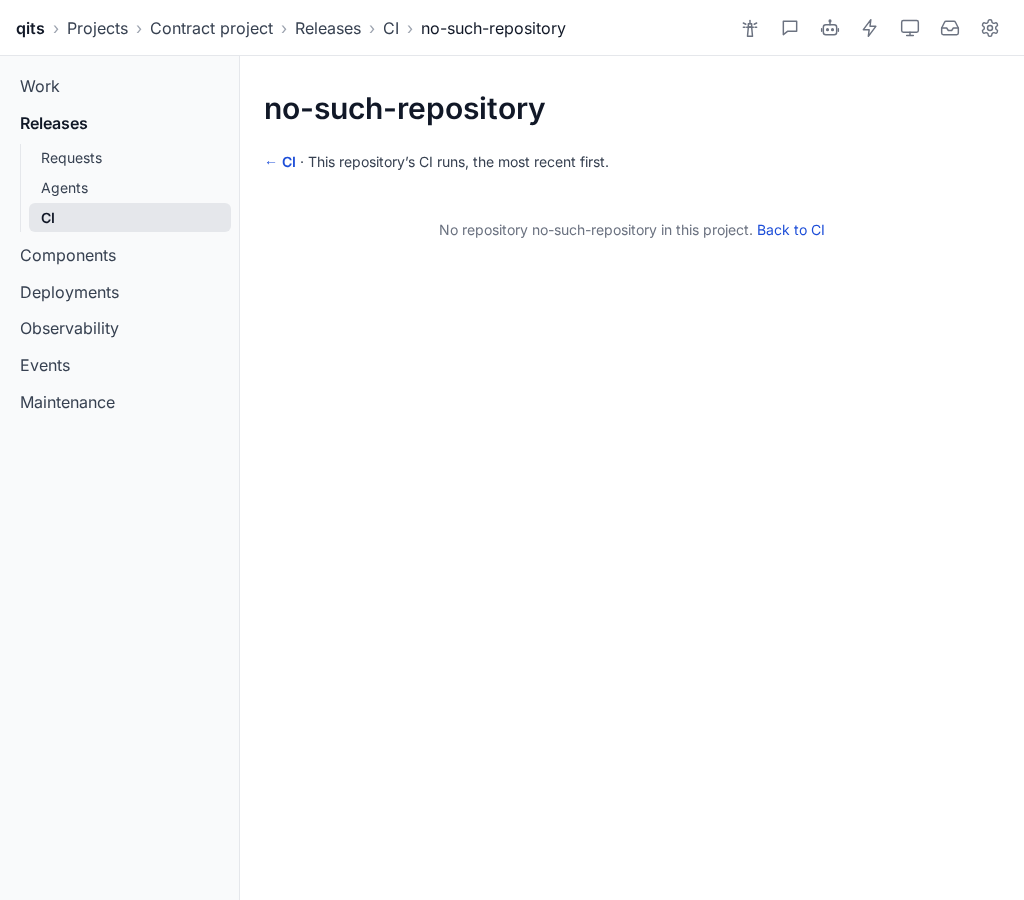 qits › Projects › Contract project › Releases › CI › no-such-repository
Work
Releases
Requests
Agents
CI
Components
Deployments
Observability
Events
Maintenance
no-such-repository
← CI · This repository’s CI runs, the most recent first.
No repository no-such-repository in this project. Back to CI